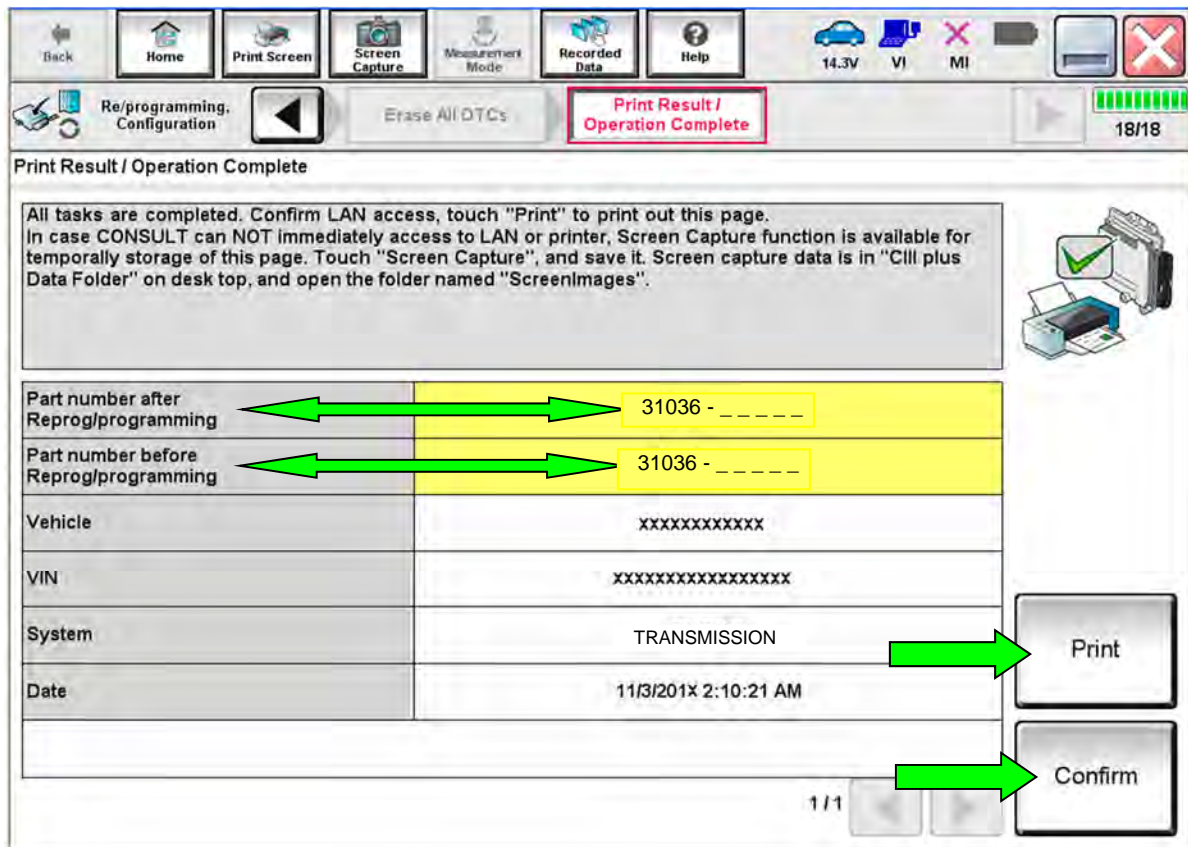 Back
Home
Print Screen
Screen
Capture
Measurement
Mode
Recorded
Data
Help
14.3V
VI
MI
Re/programming,
Configuration
Erase All DTCs
Print Result /
Operation Complete
18/18
Print Result / Operation Complete
All tasks are completed. Confirm LAN access, touch "Print" to print out this page.
In case CONSULT can NOT immediately access to LAN or printer, Screen Capture function is available for
temporally storage of this page. Touch "Screen Capture", and save it. Screen capture data is in "CIII plus
Data Folder" on desk top, and open the folder named "ScreenImages".
Part number after
Reprog/programming
31036 - _ _ _ _ _
Part number before
Reprog/programming
31036 - _ _ _ _ _
Vehicle
xxxxxxxxxxxx
VIN
xxxxxxxxxxxxxxxxx
System
TRANSMISSION
Date
11/3/201X 2:10:21 AM
Print
Confirm
1/1